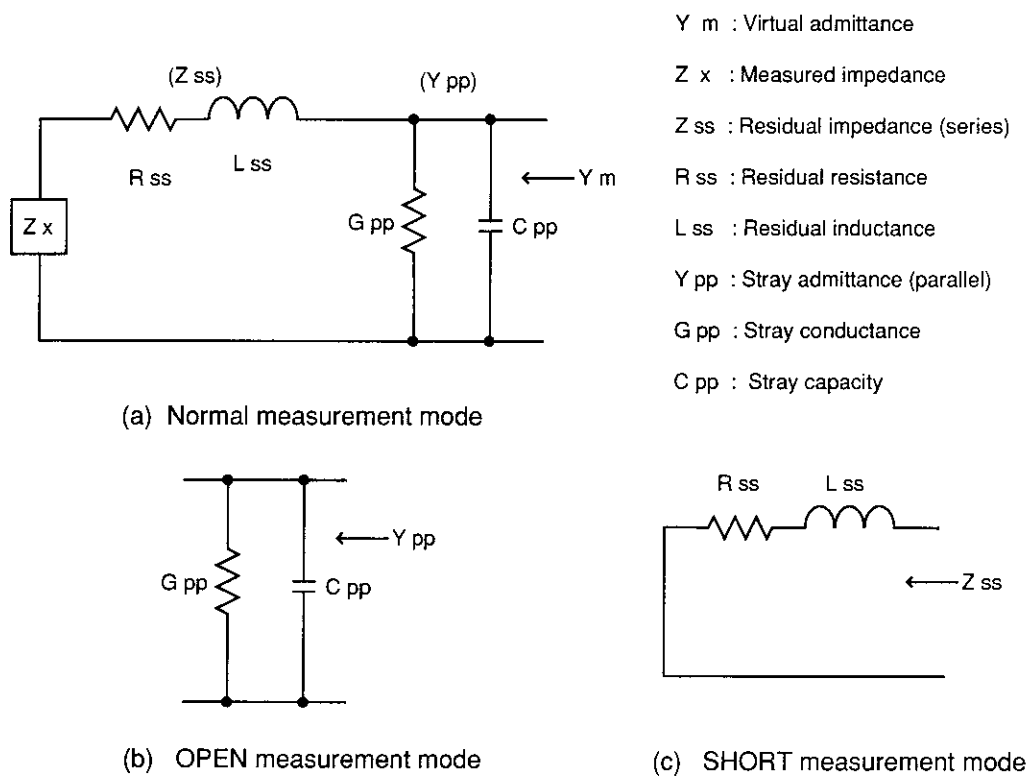 (Z ss)
(Y pp)
R ss
L ss
Z x
G pp
C pp
Y m
(a) Normal measurement mode
Y m : Virtual admittance
Z x : Measured impedance
Z ss : Residual impedance (series)
R ss : Residual resistance
L ss : Residual inductance
Y pp : Stray admittance (parallel)
G pp : Stray conductance
C pp : Stray capacity
G pp
C pp
Y pp
(b) OPEN measurement mode
R ss
L ss
Z ss
(c) SHORT measurement mode